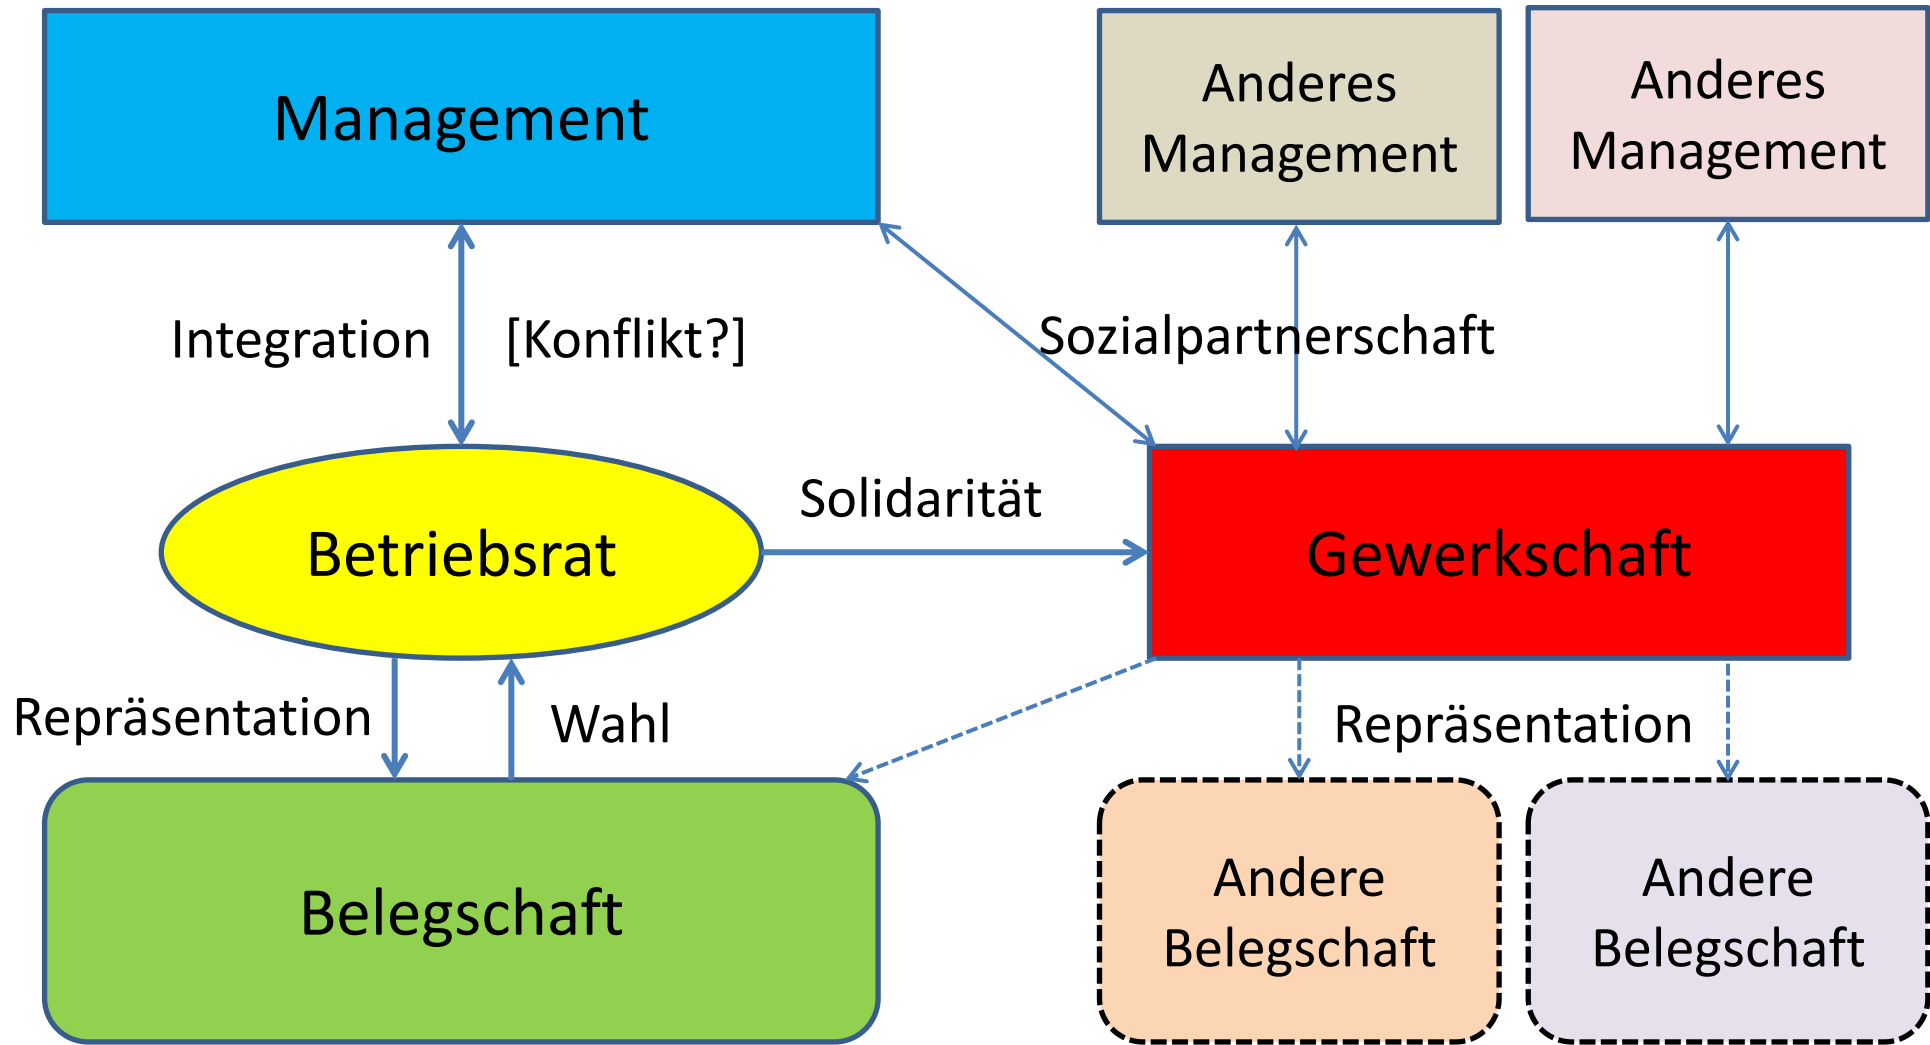 Management
Anderes
Management
Anderes
Management
Integration
[Konflikt?]
Sozialpartnerschaft
Betriebsrat
Solidarität
Gewerkschaft
Repräsentation
Wahl
Repräsentation
Belegschaft
Andere
Belegschaft
Andere
Belegschaft